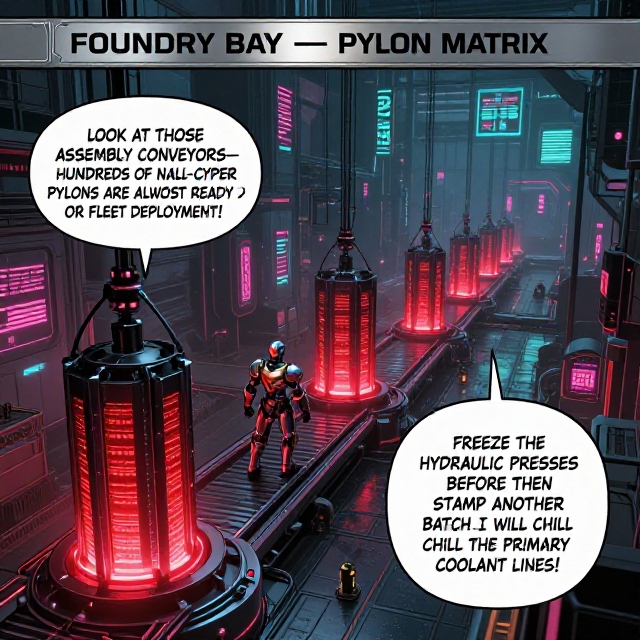 FOUNDRY BAY — PYLON MATRIX
LOOK AT THOSE
ASSEMBLY CONVEYORS—
HUNDREDS OF NALL-CYPER
PYLONS ARE ALWOST READY
OR FLEET DEPLOYMENT!
FREEZE THE
HYDRAULIC PRESSES
BEFORE THEN
STAMP ANOTHER
BATCH..I WILL CHILL
CHILL THE PRIMARY
COOLANT LINES!